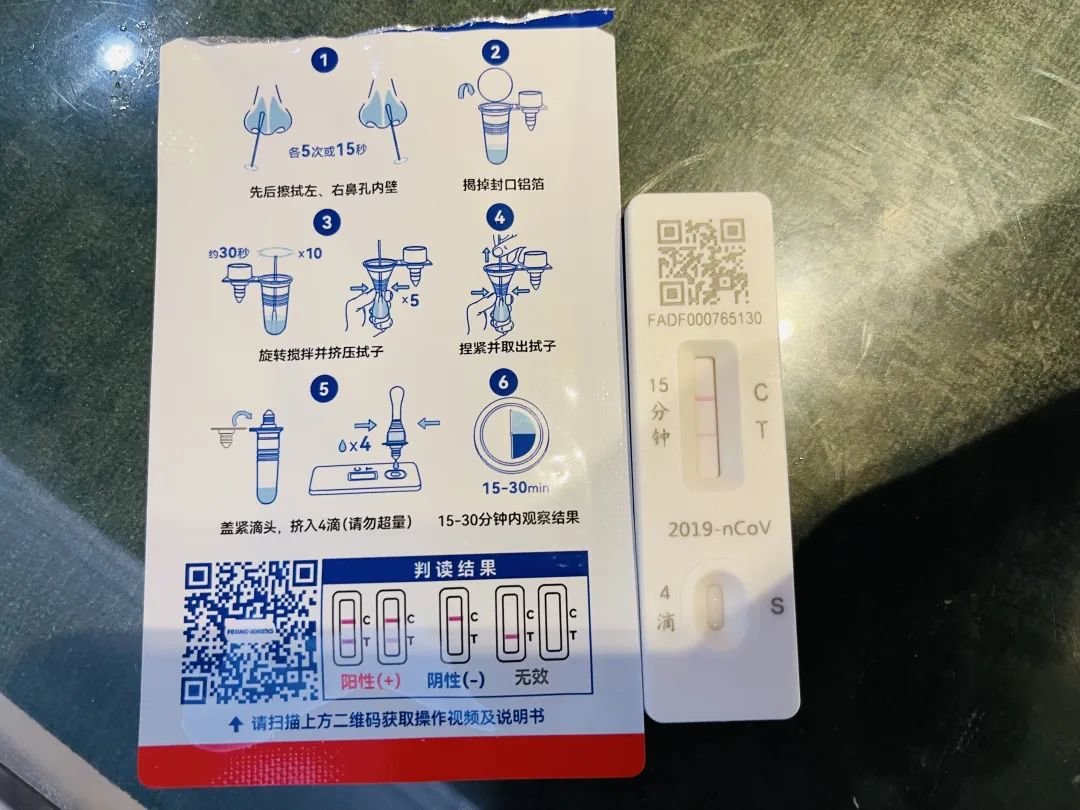 1
各5次或15秒
先后擦拭左、右鼻孔内壁
2
揭掉封口铝箔
3
约30秒
x10
x5
旋转搅拌并挤压拭子
4
捏紧并取出拭子
5
x4
盖紧滴头，挤入4滴(请勿超量)
6
15-30min
15-30分钟内观察结果
判读结果
C
T
C
T
C
T
C
T
C
T
阳性(+)
阴性(-)
无效
请扫描上方二维码获取操作视频及说明书
FADF000765130
15分钟
C
T
2019-nCoV
4滴
S